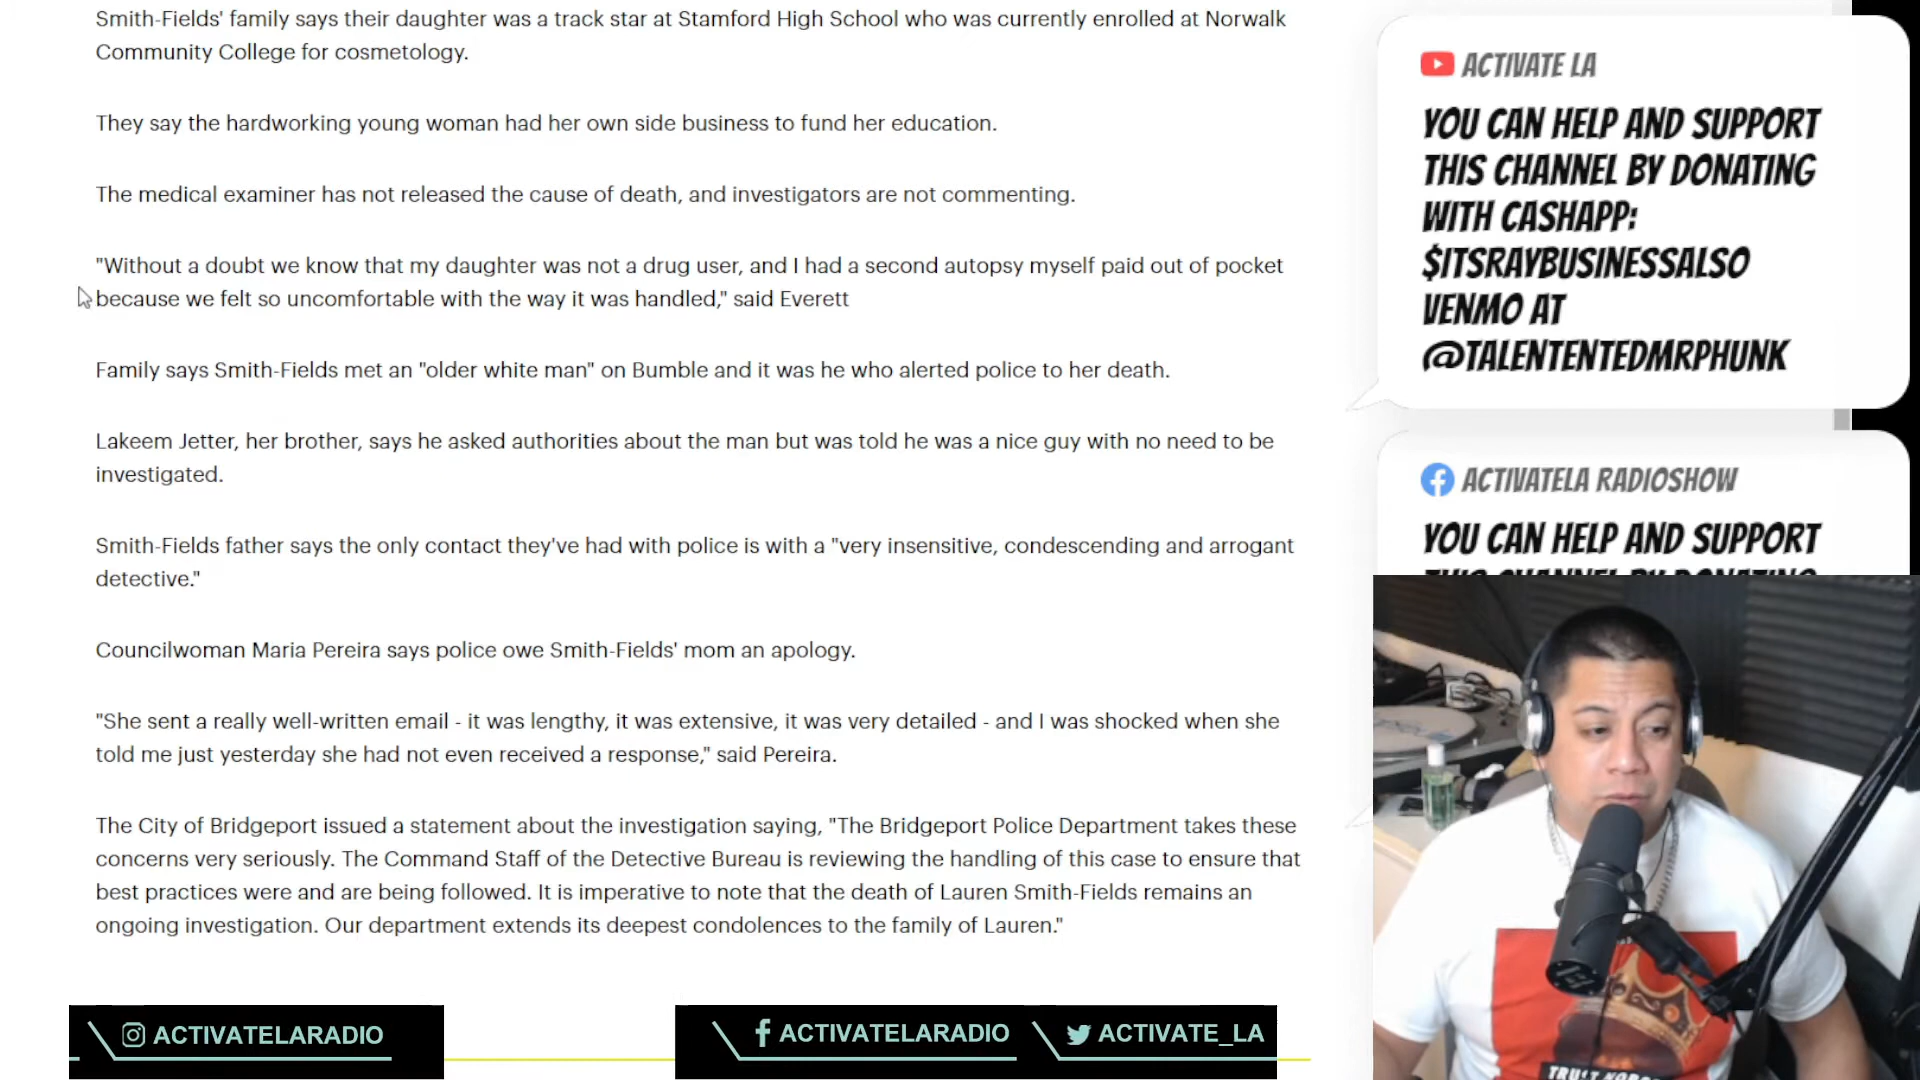 Smith-Fields' family says their daughter was a track star at Stamford High School who was currently enrolled at Norwalk
Community College for cosmetology.
They say the hardworking young woman had her own side business to fund her education.
The medical examiner has not released the cause of death, and investigators are not commenting.
"Without a doubt we know that my daughter was not a drug user, and I had a second autopsy myself paid out of pocket
because we felt so uncomfortable with the way it was handled," said Everett
Family says Smith-Fields met an "older white man" on Bumble and it was he who alerted police to her death.
Lakeem Jetter, her brother, says he asked authorities about the man but was told he was a nice guy with no need to be
investigated.
Smith-Fields father says the only contact they've had with police is with a "very insensitive, condescending and arrogant
detective."
Councilwoman Maria Pereira says police owe Smith-Fields' mom an apology.
"She sent a really well-written email - it was lengthy, it was extensive, it was very detailed - and I was shocked when she
told me just yesterday she had not even received a response," said Pereira.
The City of Bridgeport issued a statement about the investigation saying, "The Bridgeport Police Department takes these
concerns very seriously. The Command Staff of the Detective Bureau is reviewing the handling of this case to ensure that
best practices were and are being followed. It is imperative to note that the death of Lauren Smith-Fields remains an
ongoing investigation. Our department extends its deepest condolences to the family of Lauren."
ACTIVATE LA
YOU CAN HELP AND SUPPORT
THIS CHANNEL BY DONATING
WITH CASHAPP:
$ITSRAYBUSINESSALSO
VENMO AT
@TALENTENTEDMRPHUNK
ACTIVATELA RADIOSHOW
YOU CAN HELP AND SUPPORT
THIS CHANNEL BY DONATING
TRUST
ACTIVATELARADIO
ACTIVATELARADIO
ACTIVATE_LA